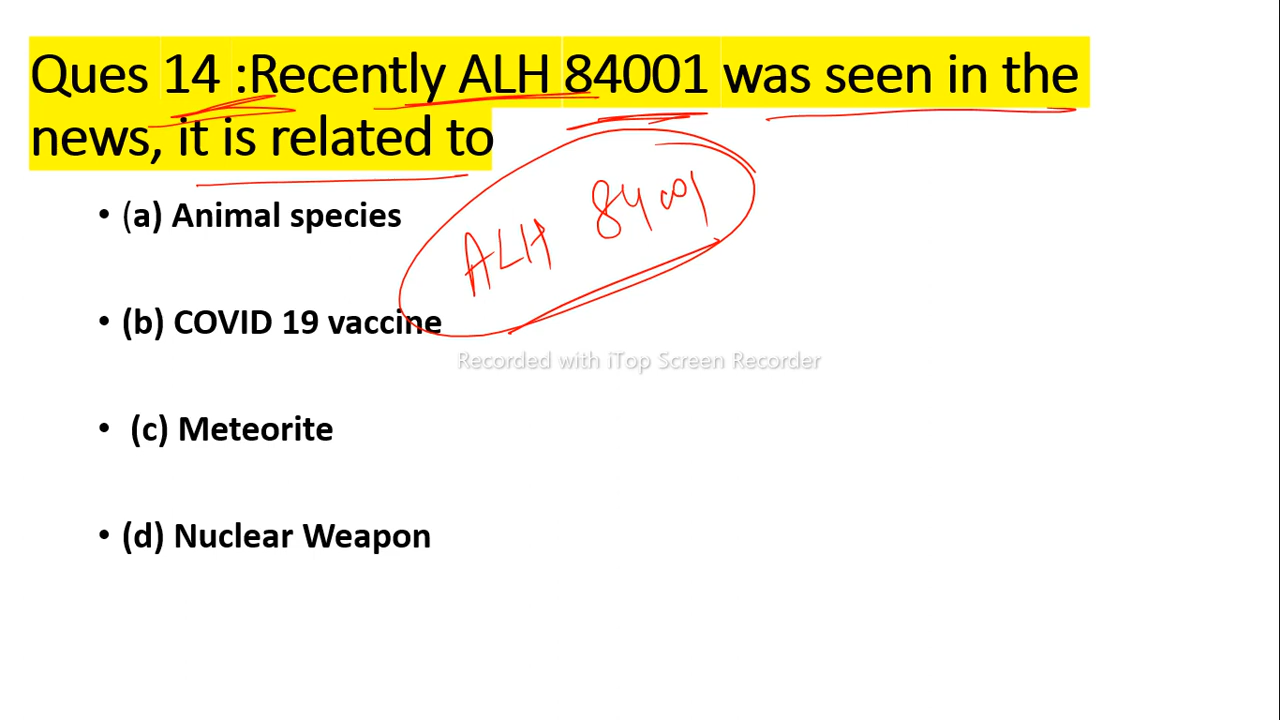 Ques 14 :Recently ALH 84001 was seen in the
news, it is related to
• (a) Animal species
ALH 84001
• (b) COVID 19 vaccine
Recorded with iTop Screen Recorder
• (c) Meteorite
• (d) Nuclear Weapon